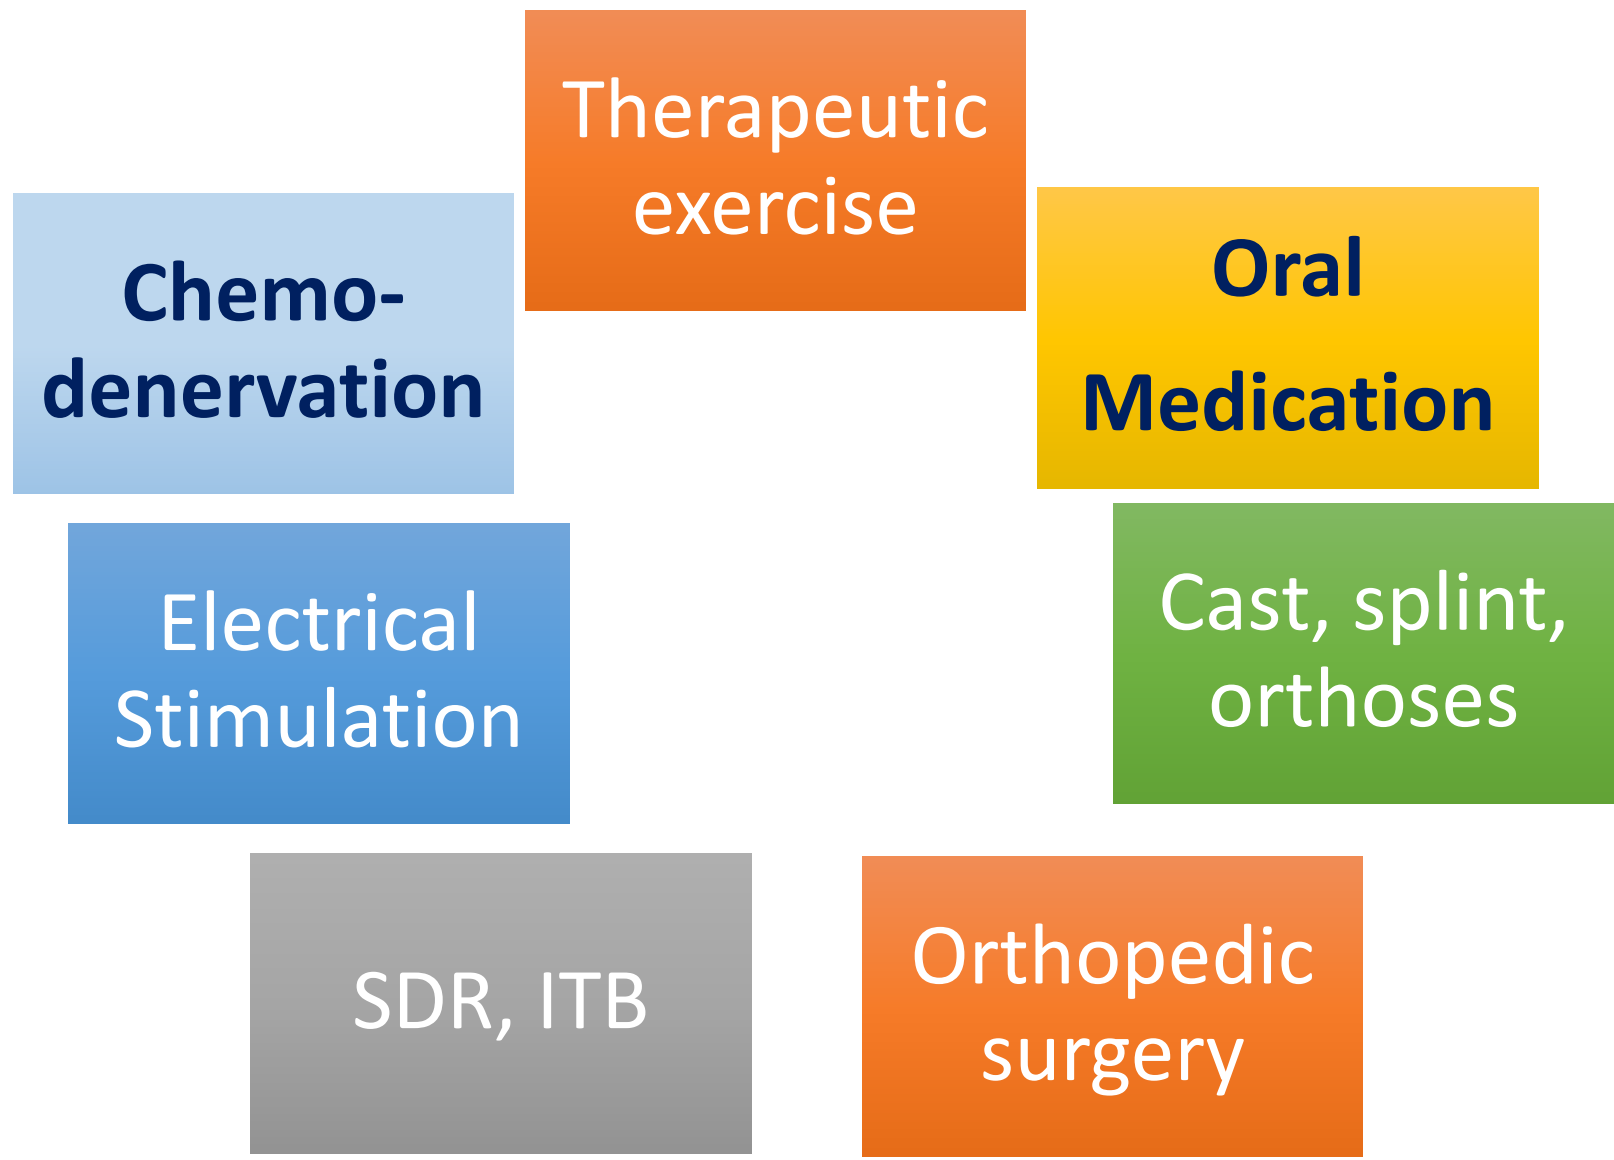 Therapeutic
exercise
Chemo-
denervation
Oral
Medication
Electrical
Stimulation
Cast, splint,
orthoses
SDR, ITB
Orthopedic
surgery